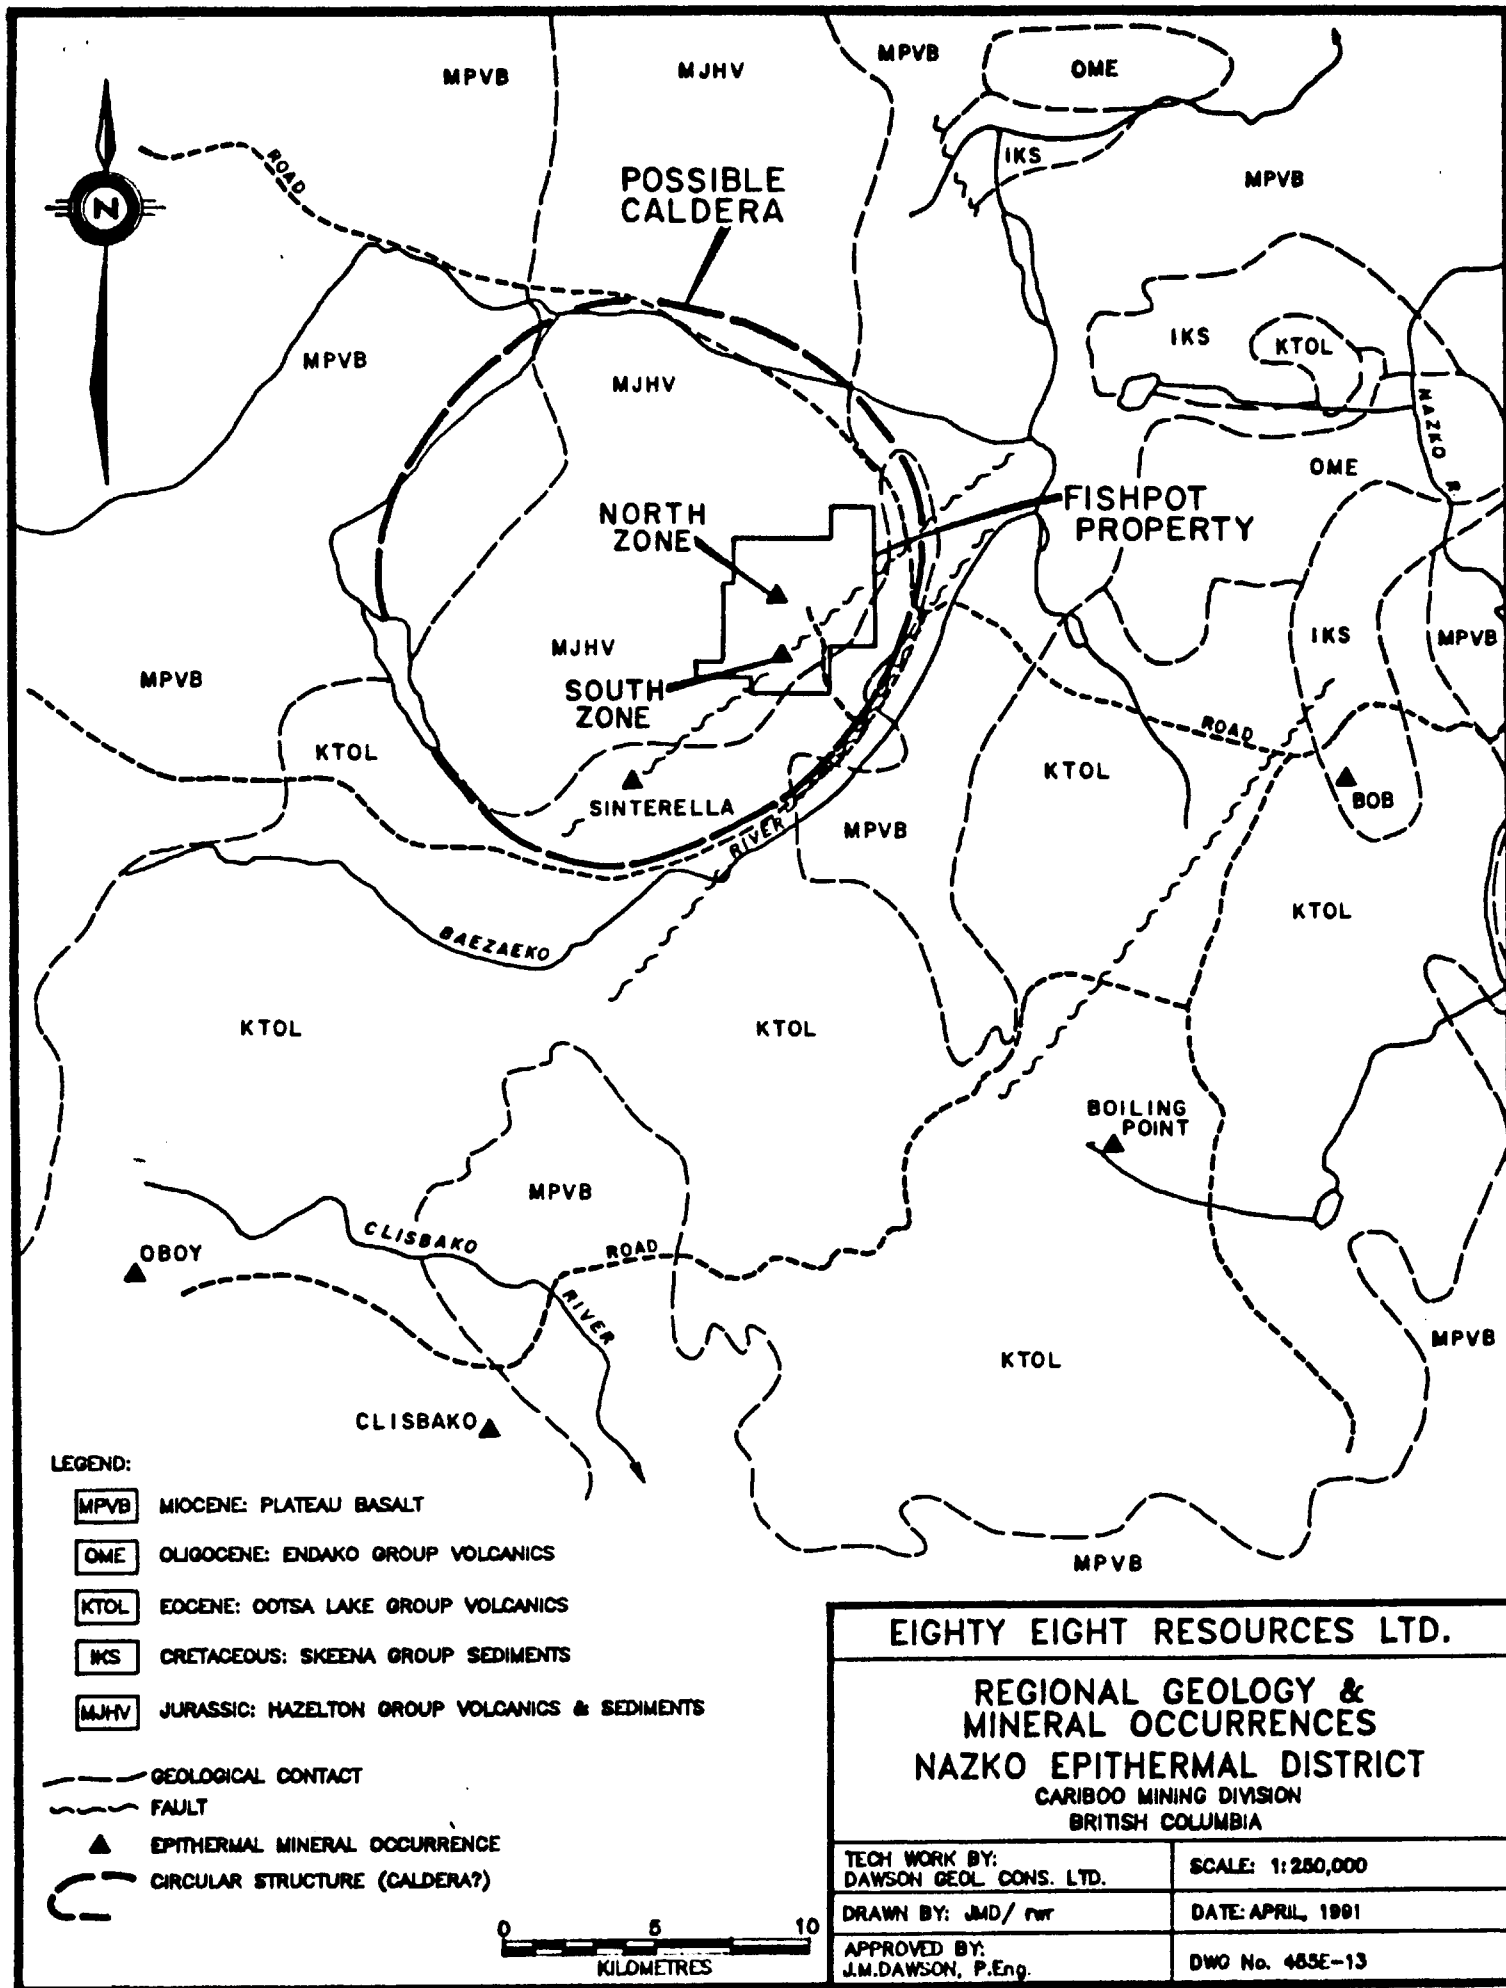 MPVB
MJHV
MPVB
OME
ROAD
N
POSSIBLE
CALDERA
IKS
MPVB
MPVB
MJHV
IKS
KTOL
NAZKO R.
OME
NORTH
ZONE
FISHPOT
PROPERTY
MJHV
IKS
MPVB
MPVB
SOUTH
ZONE
ROAD
KTOL
KTOL
SINTERELLA
BOB
MPVB
RIVER
KTOL
BAEZAEKO
KTOL
KTOL
BOILING
POINT
MPVB
CLISBAKO
ROAD
OBOY
RIVER
MPVB
KTOL
CLISBAKO
MPVB
LEGEND:
MPVB MIOCENE: PLATEAU BASALT
OME OLIGOCENE: ENDAKO GROUP VOLCANICS
KTOL EOCENE: OOTSA LAKE GROUP VOLCANICS
IKS CRETACEOUS: SKEENA GROUP SEDIMENTS
MJHV JURASSIC: HAZELTON GROUP VOLCANICS & SEDIMENTS
GEOLOGICAL CONTACT
FAULT
EPITHERMAL MINERAL OCCURRENCE
CIRCULAR STRUCTURE (CALDERA?)
0 5 10
KILOMETRES
EIGHTY EIGHT RESOURCES LTD.
REGIONAL GEOLOGY &
MINERAL OCCURRENCES
NAZKO EPITHERMAL DISTRICT
CARIBOO MINING DIVISION
BRITISH COLUMBIA
TECH WORK BY:
DAWSON GEOL. CONS. LTD.
SCALE: 1:250,000
DRAWN BY: JMD/ rwr
DATE: APRIL, 1991
APPROVED BY:
J.M.DAWSON, P.Eng.
DWG No. 455E-13